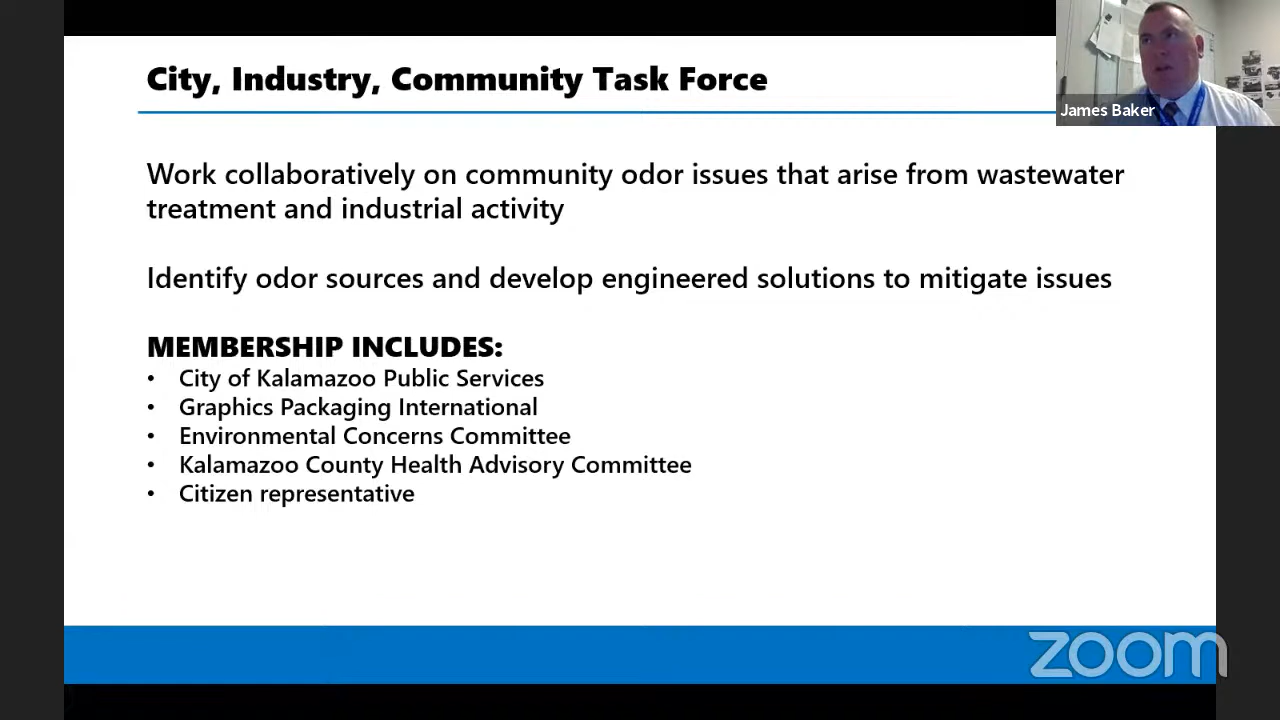 City, Industry, Community Task Force
James Baker
Work collaboratively on community odor issues that arise from wastewater
treatment and industrial activity
Identify odor sources and develop engineered solutions to mitigate issues
MEMBERSHIP INCLUDES:
• City of Kalamazoo Public Services
• Graphics Packaging International
• Environmental Concerns Committee
• Kalamazoo County Health Advisory Committee
• Citizen representative
zoom